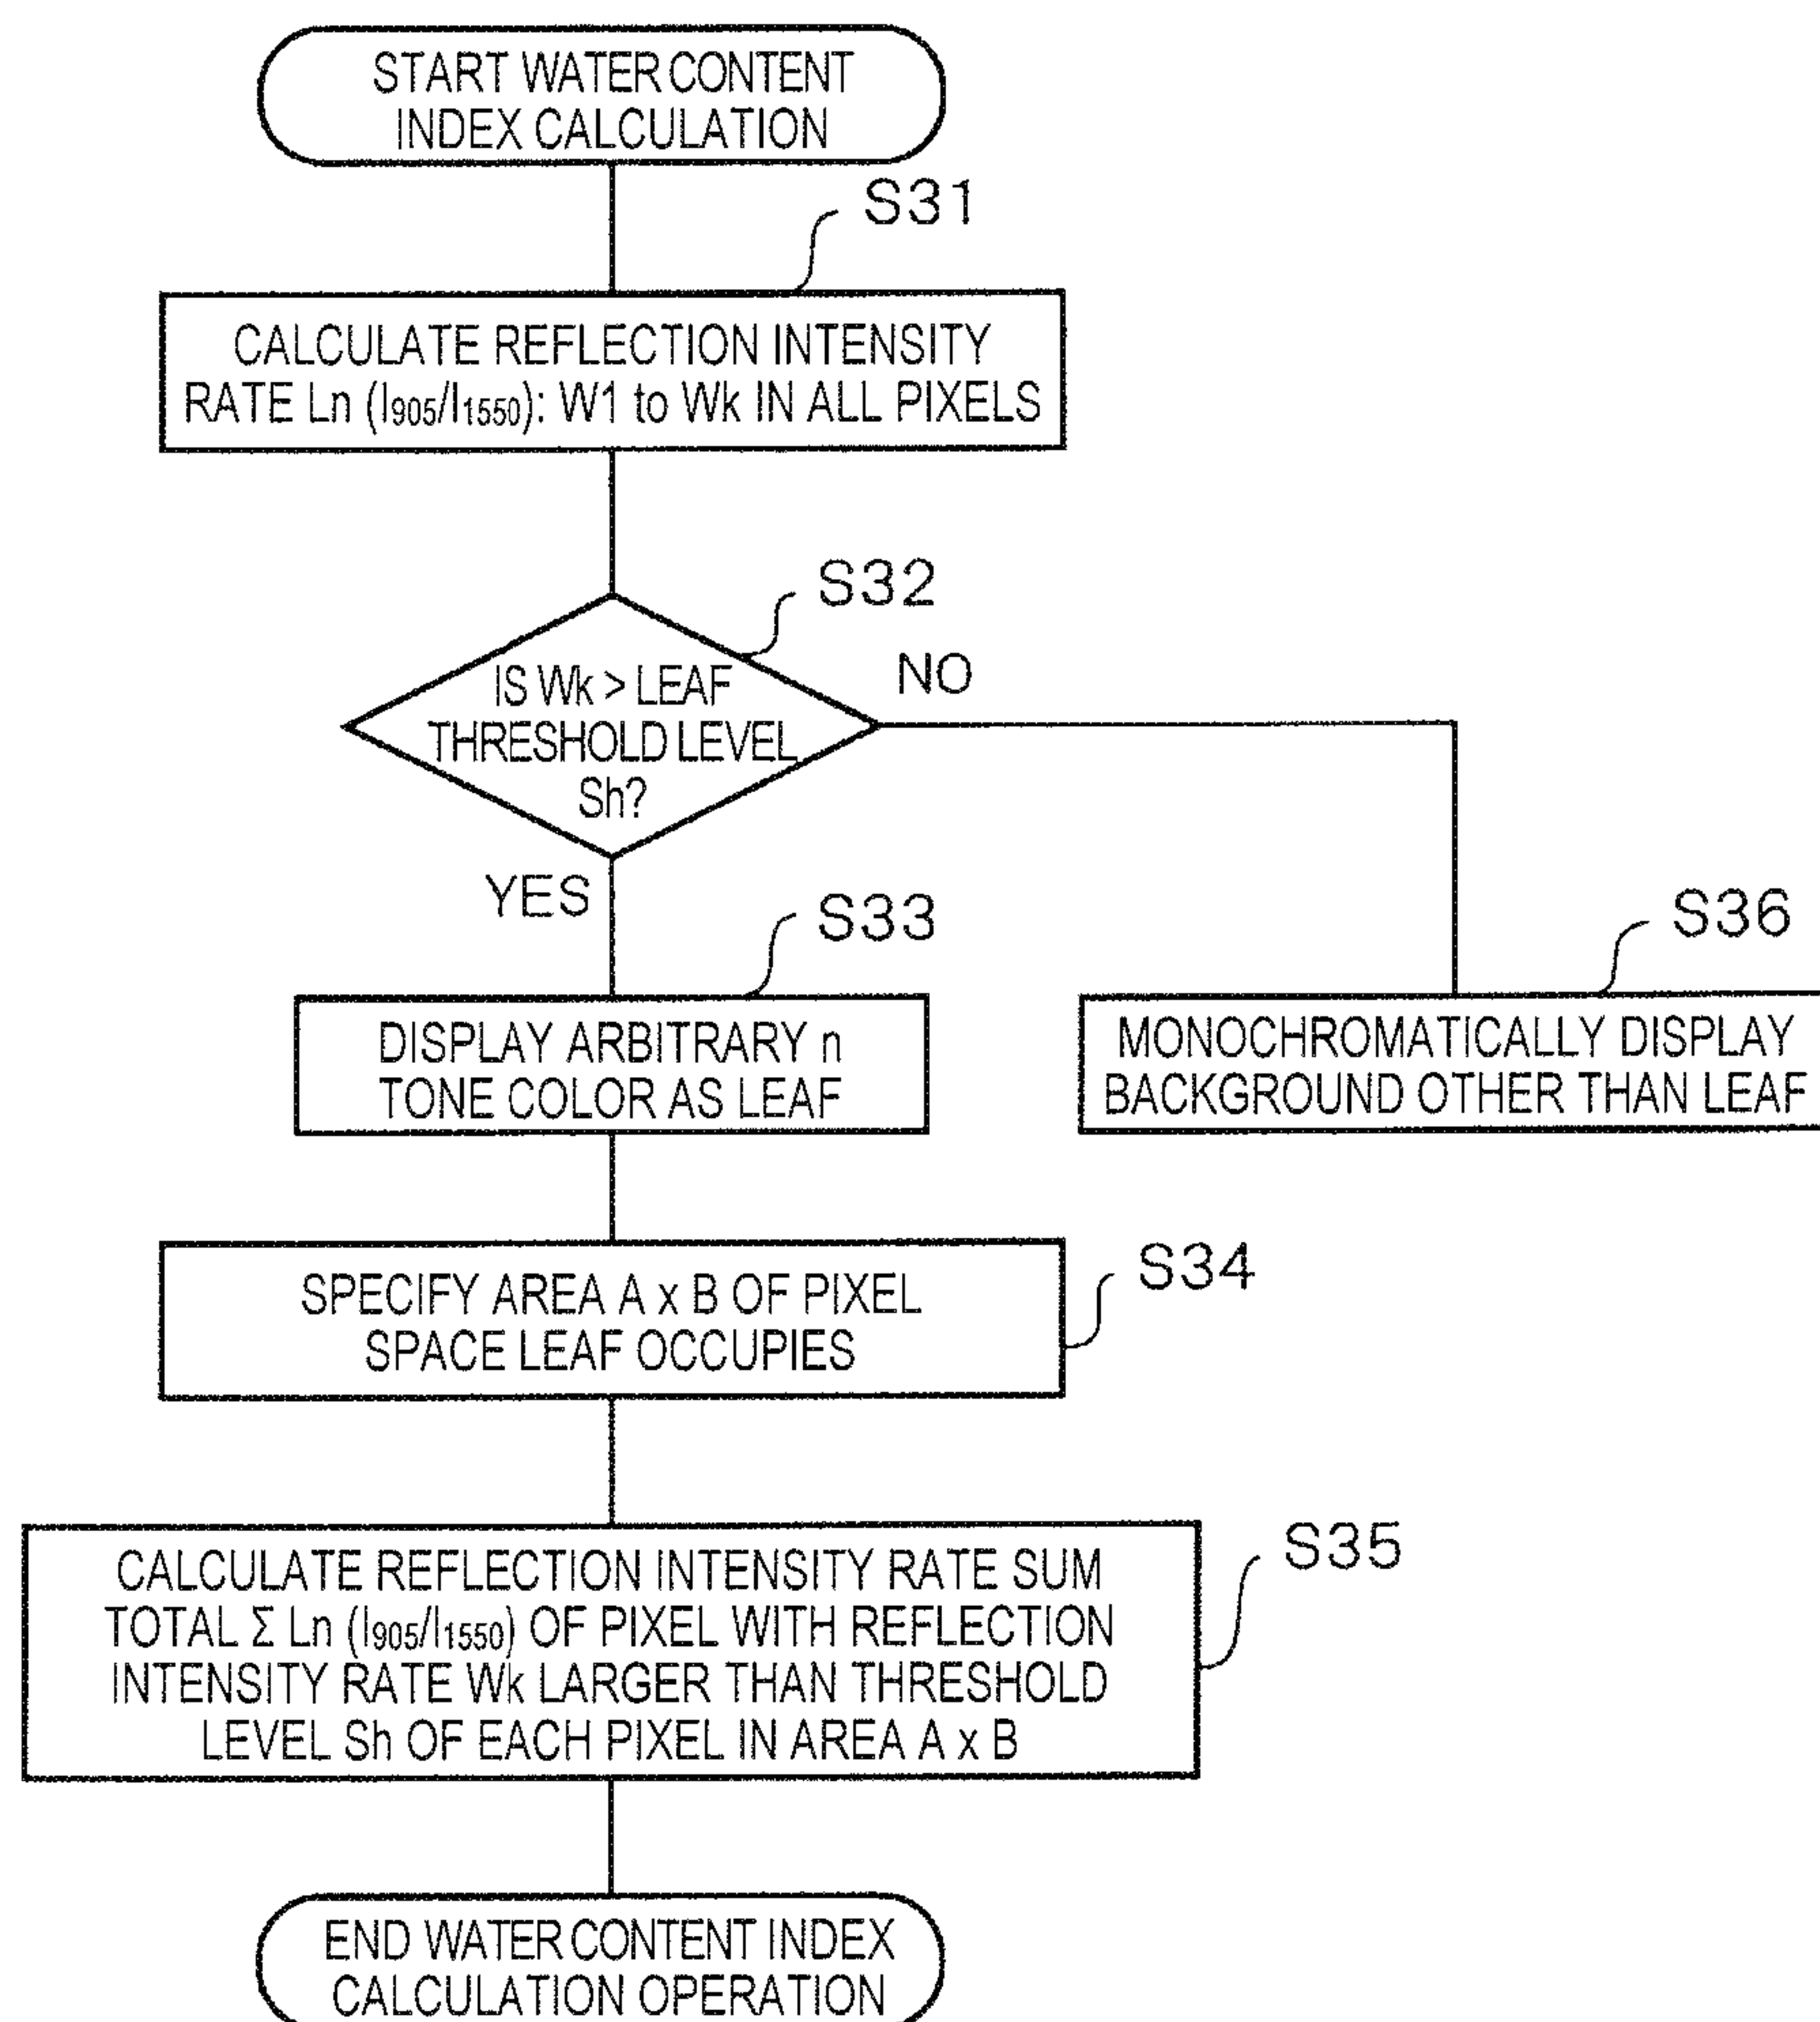 START WATER CONTENT
INDEX CALCULATION
S31
CALCULATE REFLECTION INTENSITY
RATE Ln (I905/I1550): W1 to Wk IN ALL PIXELS
S32
IS Wk > LEAF
THRESHOLD LEVEL
Sh?
NO
YES
S33
DISPLAY ARBITRARY n
TONE COLOR AS LEAF
S36
MONOCHROMATICALLY DISPLAY
BACKGROUND OTHER THAN LEAF
S34
SPECIFY AREA A x B OF PIXEL
SPACE LEAF OCCUPIES
S35
CALCULATE REFLECTION INTENSITY RATE SUM
TOTAL Σ Ln (I905/I1550) OF PIXEL WITH REFLECTION
INTENSITY RATE Wk LARGER THAN THRESHOLD
LEVEL Sh OF EACH PIXEL IN AREA A x B
END WATER CONTENT INDEX
CALCULATION OPERATION